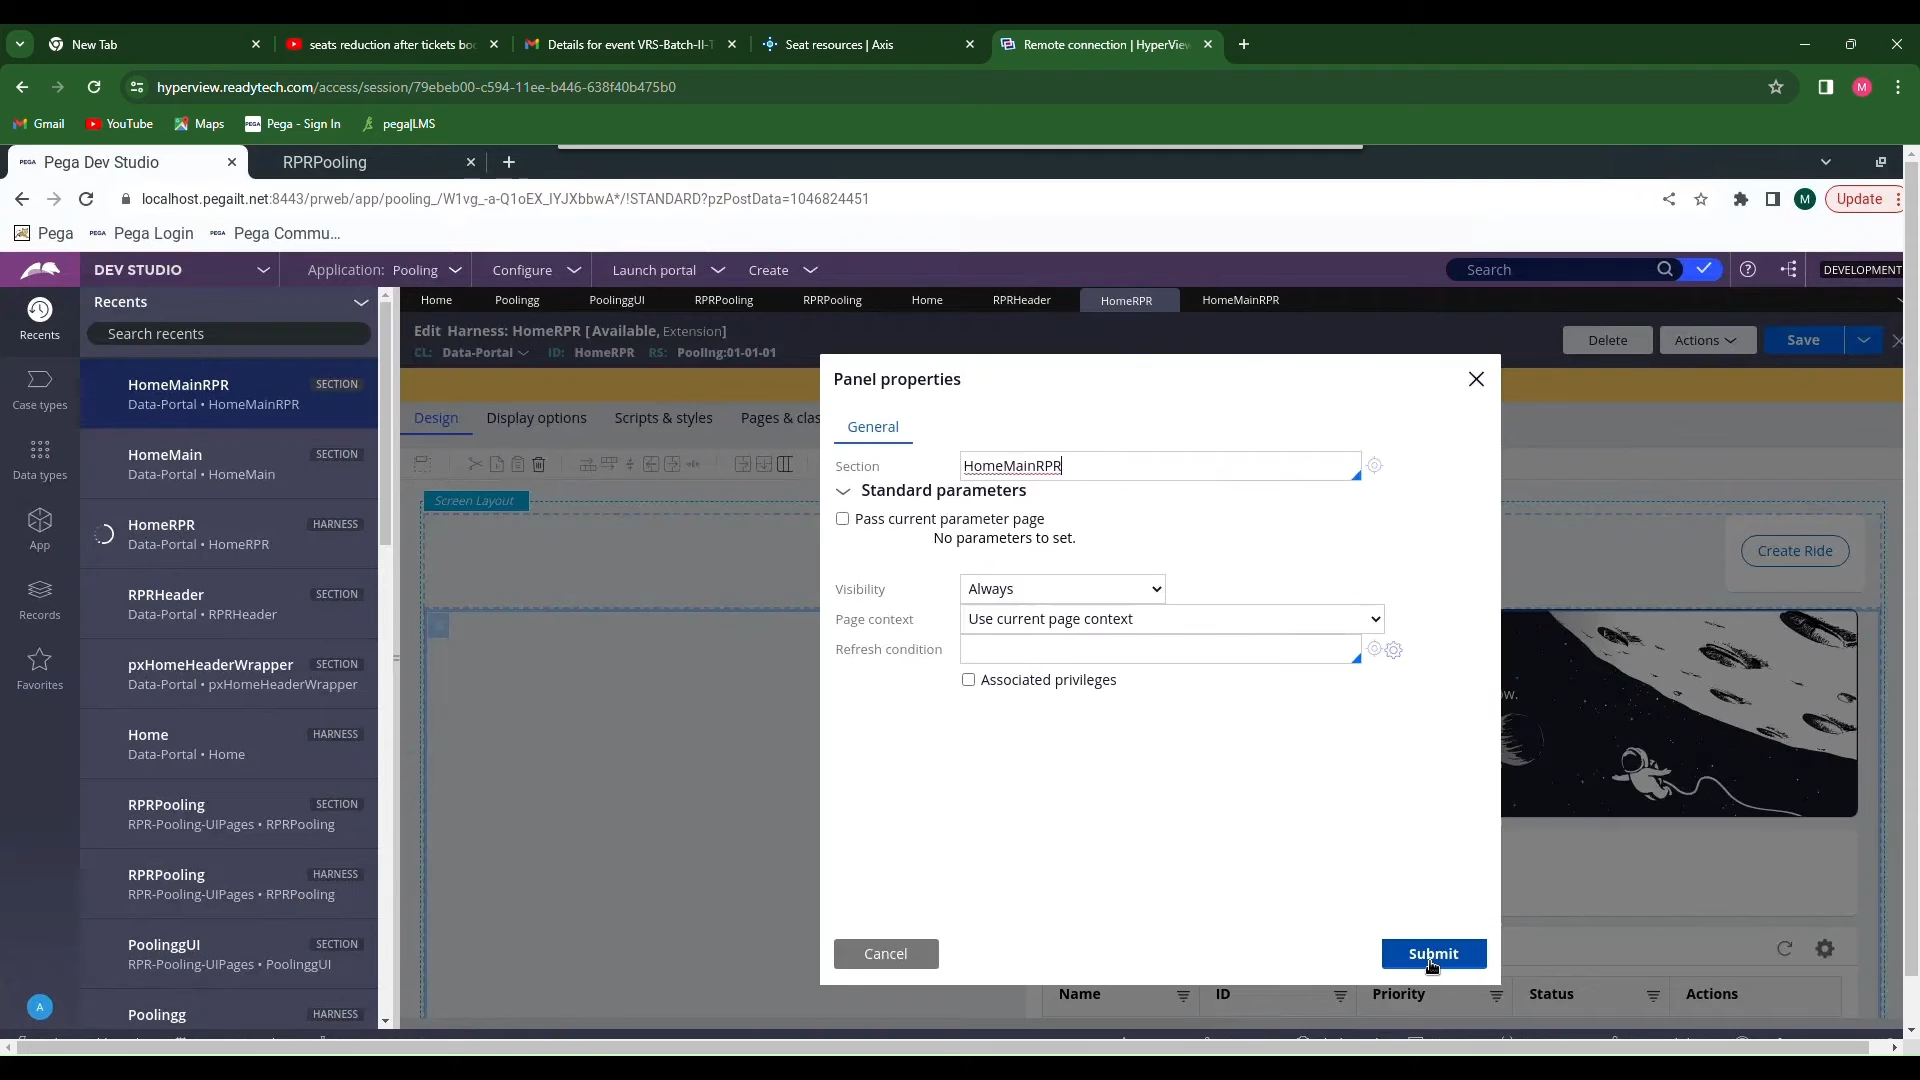 New Tab
seats reduction after tickets bo
Details for event VRS-Batch-II-T
Seat resources | Axis
Remote connection | HyperView
hyperview.readytech.com/access/session/79ebeb00-c594-11ee-b446-638f40b475b0
M
Gmail
YouTube
Maps
PEGA
Pega - Sign In
pega|LMS
PEGA
Pega Dev Studio
RPRPooling
localhost.pegailt.net:8443/prweb/app/pooling_/W1vg_-a-Q1oEX_IYJXbbwA*/!STANDARD?pzPostData=1046824451
M
Update
Pega
PEGA
Pega Login
PEGA
Pega Commu...
DEV STUDIO
Application: Pooling
Configure
Launch portal
Create
Search
DEVELOPMENT
Recents
Recents
Search recents
Home
Poolingg
PoolinggUI
RPRPooling
RPRPooling
Home
RPRHeader
HomeRPR
HomeMainRPR
Edit Harness: HomeRPR [Available, Extension]
CL: Data-Portal ID: HomeRPR RS: Pooling:01-01-01
Delete
Actions
Save
Case types
Data types
App
Records
Favorites
A
HomeMainRPR SECTION
Data-Portal • HomeMainRPR
HomeMain SECTION
Data-Portal • HomeMain
HomeRPR HARNESS
Data-Portal • HomeRPR
RPRHeader SECTION
Data-Portal • RPRHeader
pxHomeHeaderWrapper SECTION
Data-Portal • pxHomeHeaderWrapper
Home HARNESS
Data-Portal • Home
RPRPooling SECTION
RPR-Pooling-UIPages • RPRPooling
RPRPooling HARNESS
RPR-Pooling-UIPages • RPRPooling
PoolinggUI SECTION
RPR-Pooling-UIPages • PoolinggUI
Poolingg HARNESS
Design
Display options
Scripts & styles
Pages & clas
Screen Layout
Create Ride
ow.
Panel properties
General
Section HomeMainRPR
Standard parameters
Pass current parameter page
No parameters to set.
Visibility Always
Page context Use current page context
Refresh condition
Associated privileges
Cancel
Submit
Name
ID
Priority
Status
Actions